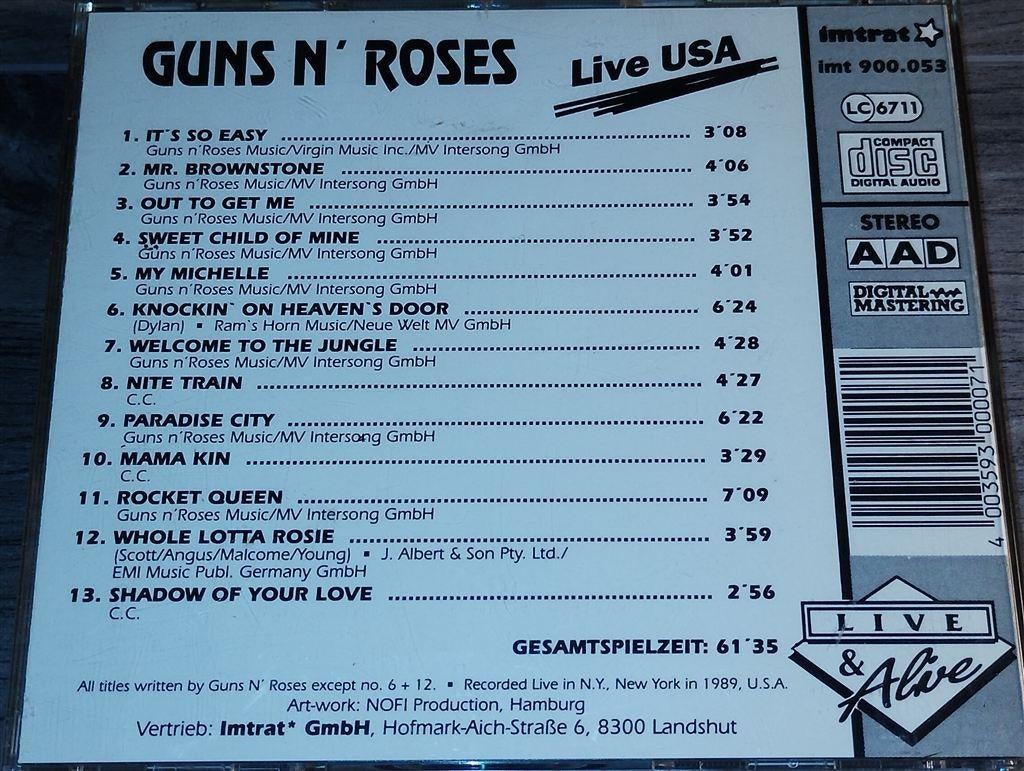 GUNS N´ ROSES
Live USA
1. IT´S SO EASY ........ 3´08
Guns n´Roses Music/Virgin Music Inc./MV Intersong GmbH
2. MR. BROWNSTONE ........ 4´06
Guns n´Roses Music/MV Intersong GmbH
3. OUT TO GET ME ........ 3´54
Guns n´Roses Music/MV Intersong GmbH
4. SWEET CHILD OF MINE ........ 3´52
Guns n´Roses Music/MV Intersong GmbH
5. MY MICHELLE ........ 4´01
Guns n´Roses Music/MV Intersong GmbH
6. KNOCKIN` ON HEAVEN`S DOOR ........ 6´24
(Dylan) ▪ Ram`s Horn Music/Neue Welt MV GmbH
7. WELCOME TO THE JUNGLE ........ 4´28
Guns n´Roses Music/MV Intersong GmbH
8. NITE TRAIN ........ 4´27
C.C.
9. PARADISE CITY ........ 6´22
Guns n´Roses Music/MV Intersong GmbH
10. MAMA KIN ........ 3´29
C.C.
11. ROCKET QUEEN ........ 7´09
Guns n´Roses Music/MV Intersong GmbH
12. WHOLE LOTTA ROSIE ........ 3´59
(Scott/Angus/Malcome/Young) ▪ J. Albert & Son Pty. Ltd./
EMI Music Publ. Germany GmbH
13. SHADOW OF YOUR LOVE ........ 2´56
C.C.
GESAMTSPIELZEIT: 61´35
All titles written by Guns N´ Roses except no. 6 + 12. ▪ Recorded Live in N.Y., New York in 1989, U.S.A.
Art-work: NOFI Production, Hamburg
Vertrieb: Imtrat* GmbH, Hofmark-Aich-Straße 6, 8300 Landshut
imtrat
imt 900.053
LC 6711
COMPACT
disc
DIGITAL AUDIO
STEREO
AAD
DIGITAL
MASTERING
4 003593 000071
LIVE
& Alive